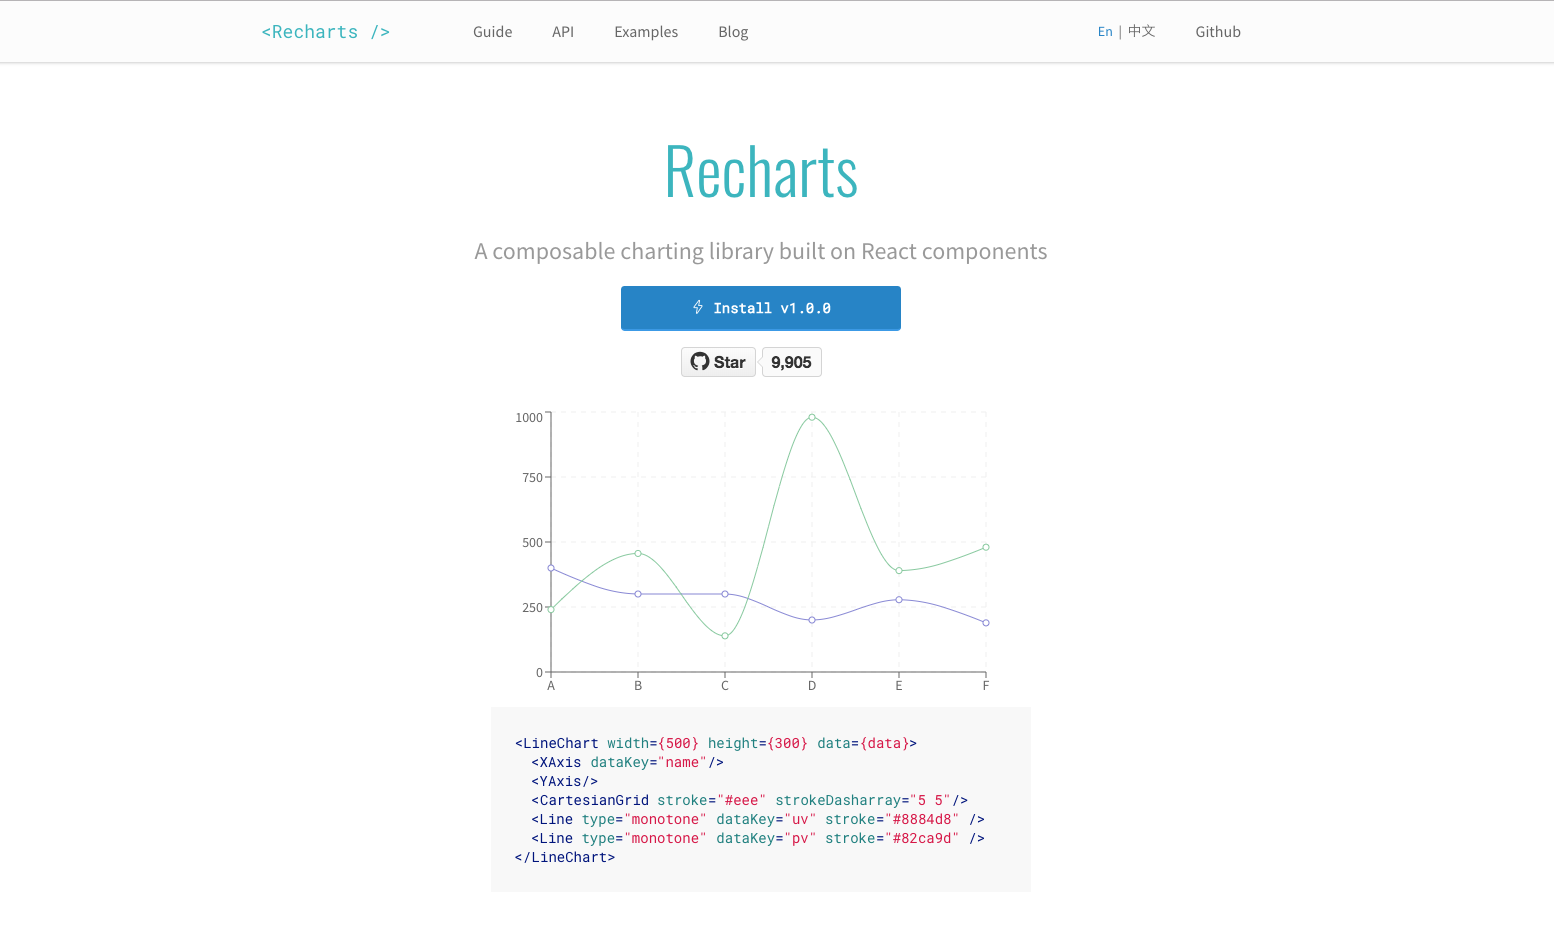 <Recharts /> Guide API Examples Blog En | 中文 Github
Recharts
A composable charting library built on React components
Install v1.0.0
Star 9,905
1000
750
500
250
0
A B C D E F
<LineChart width={500} height={300} data={data}>
<XAxis dataKey="name"/>
<YAxis/>
<CartesianGrid stroke="#eee" strokeDasharray="5 5"/>
<Line type="monotone" dataKey="uv" stroke="#8884d8" />
<Line type="monotone" dataKey="pv" stroke="#82ca9d" />
</LineChart>